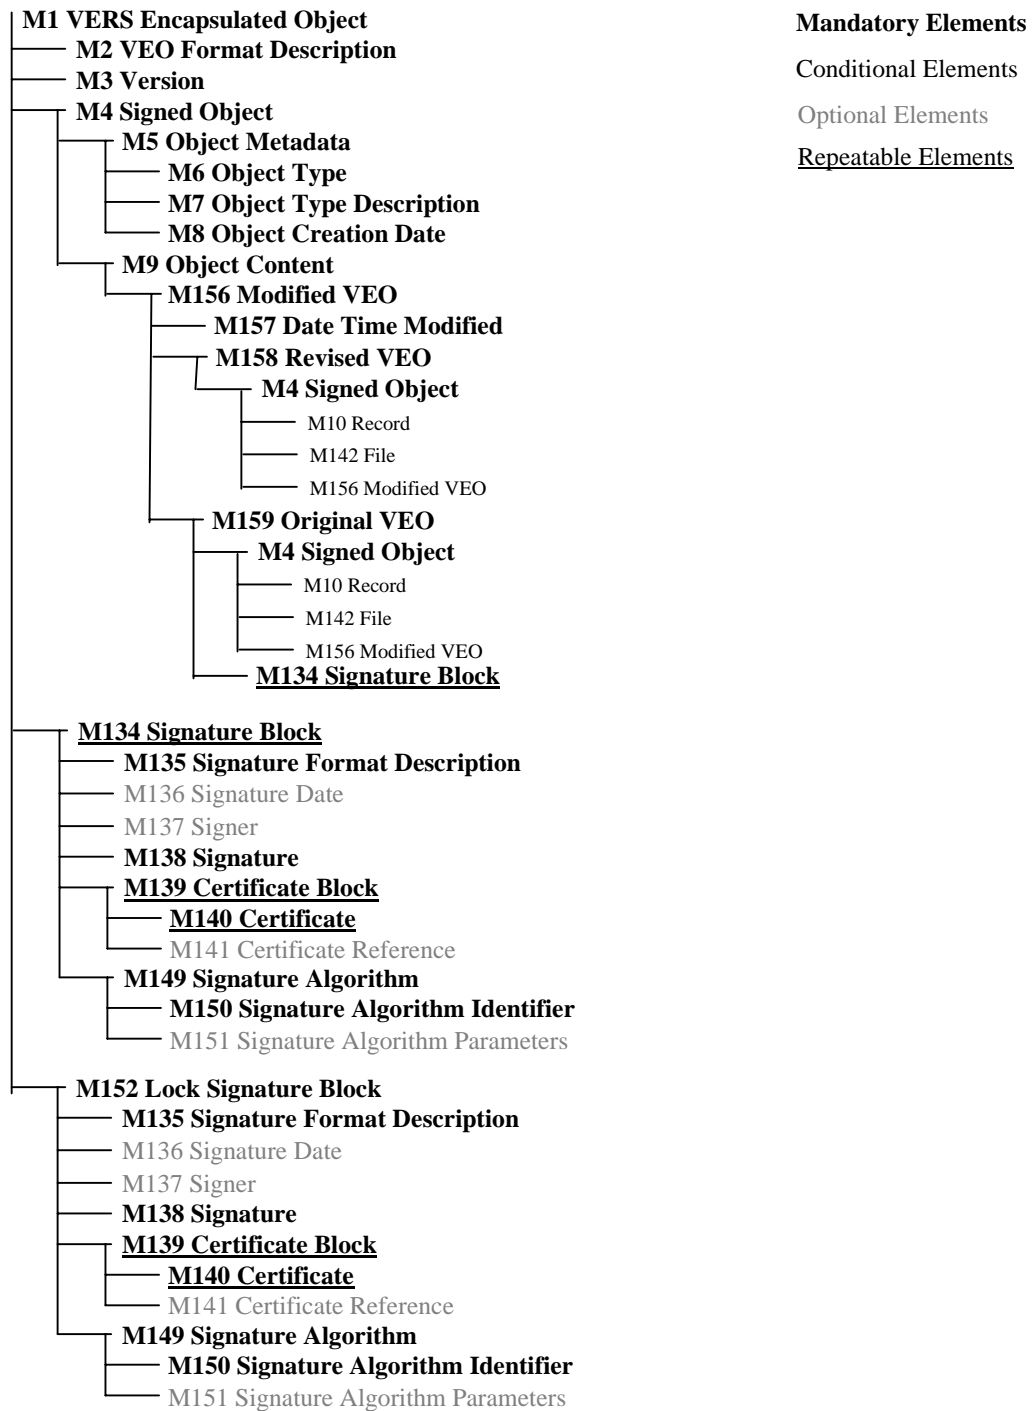 M1 VERS Encapsulated Object
M2 VEO Format Description
M3 Version
M4 Signed Object
M5 Object Metadata
M6 Object Type
M7 Object Type Description
M8 Object Creation Date
M9 Object Content
M156 Modified VEO
M157 Date Time Modified
M158 Revised VEO
M4 Signed Object
M10 Record
M142 File
M156 Modified VEO
M159 Original VEO
M4 Signed Object
M10 Record
M142 File
M156 Modified VEO
M134 Signature Block
M134 Signature Block
M135 Signature Format Description
M136 Signature Date
M137 Signer
M138 Signature
M139 Certificate Block
M140 Certificate
M141 Certificate Reference
M149 Signature Algorithm
M150 Signature Algorithm Identifier
M151 Signature Algorithm Parameters
M152 Lock Signature Block
M135 Signature Format Description
M136 Signature Date
M137 Signer
M138 Signature
M139 Certificate Block
M140 Certificate
M141 Certificate Reference
M149 Signature Algorithm
M150 Signature Algorithm Identifier
M151 Signature Algorithm Parameters
Mandatory Elements
Conditional Elements
Optional Elements
Repeatable Elements